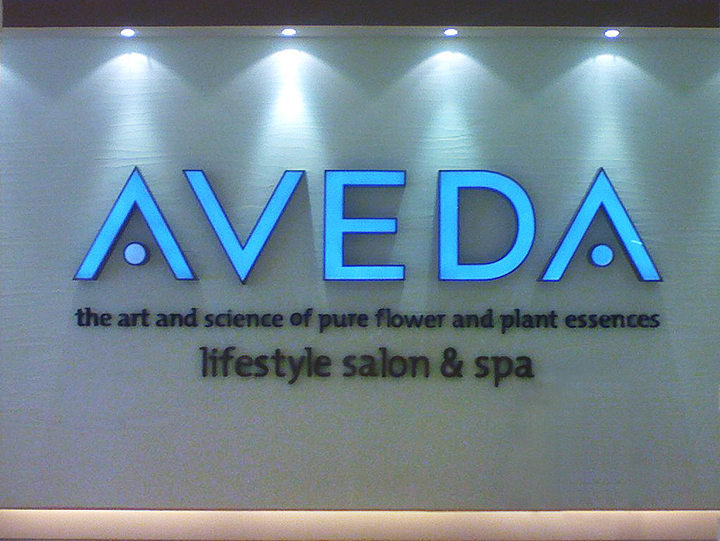 AVEDA
the art and science of pure flower and plant essences
lifestyle salon & spa